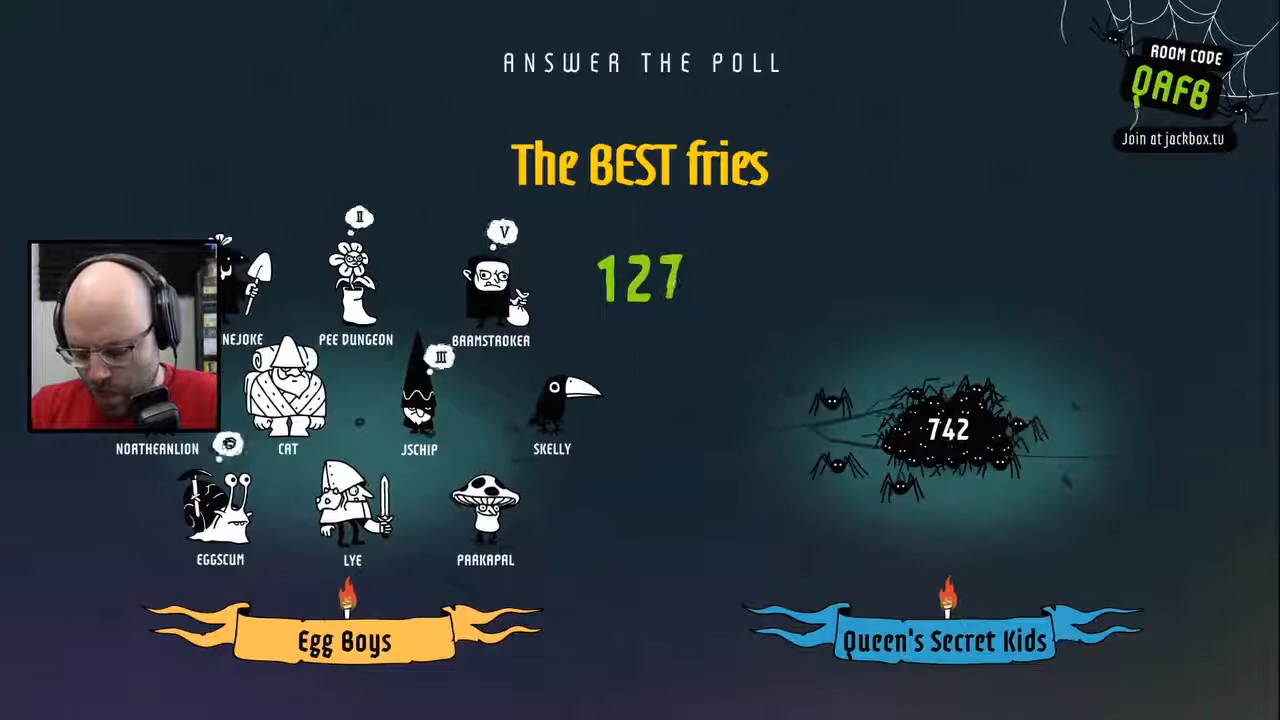 ANSWER THE POLL
ROOM CODE
QAFB
Join at jackbox.tv
The BEST fries
127
II
V
NEJOKE
PEE DUNGEON
BRAMSTROKER
III
742
NORTHERNLION
CAT
JSCHIP
SKELLY
EGGSCUM
LYE
PARKAPAL
Egg Boys
Queen's Secret Kids